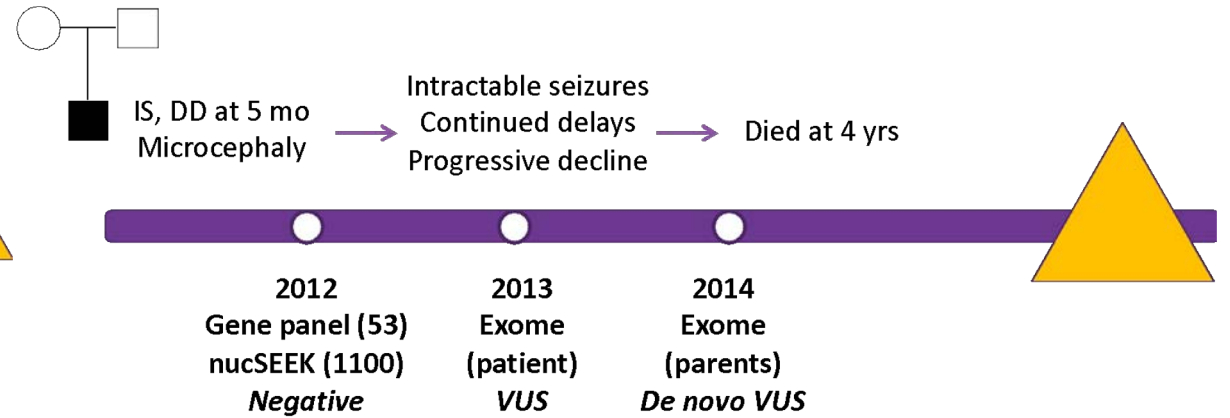 IS, DD at 5 mo
Microcephaly
Intractable seizures
Continued delays
Progressive decline
Died at 4 yrs
2012
Gene panel (53)
nucSEEK (1100)
Negative
2013
Exome
(patient)
VUS
2014
Exome
(parents)
De novo VUS